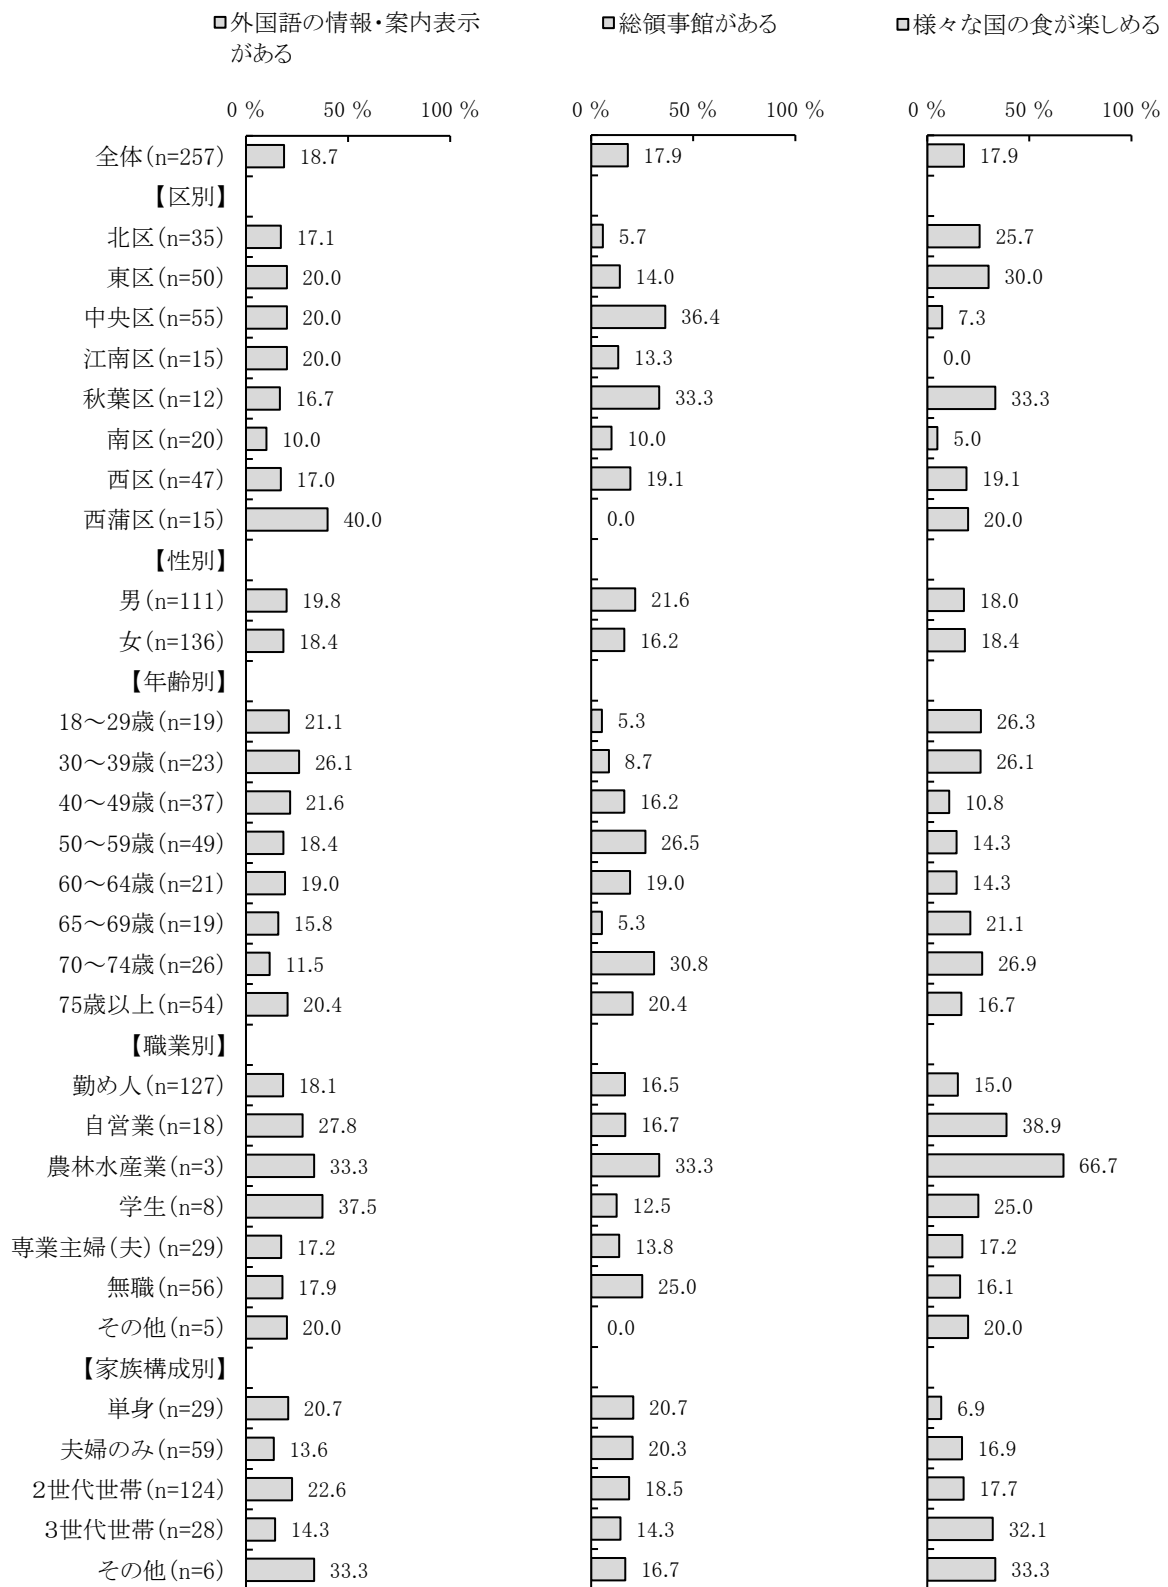 外国語の情報・案内表示
がある
総領事館がある
様々な国の食が楽しめる
0 % 50 % 100 % 0 % 50 % 100 % 0 % 50 % 100 %
全体(n=257) 18.7 17.9 17.9
【区別】
北区(n=35) 17.1 5.7 25.7
東区(n=50) 20.0 14.0 30.0
中央区(n=55) 20.0 36.4 7.3
江南区(n=15) 20.0 13.3 0.0
秋葉区(n=12) 16.7 33.3 33.3
南区(n=20) 10.0 10.0 5.0
西区(n=47) 17.0 19.1 19.1
西蒲区(n=15) 40.0 0.0 20.0
【性別】
男(n=111) 19.8 21.6 18.0
女(n=136) 18.4 16.2 18.4
【年齢別】
18～29歳(n=19) 21.1 5.3 26.3
30～39歳(n=23) 26.1 8.7 26.1
40～49歳(n=37) 21.6 16.2 10.8
50～59歳(n=49) 18.4 26.5 14.3
60～64歳(n=21) 19.0 19.0 14.3
65～69歳(n=19) 15.8 5.3 21.1
70～74歳(n=26) 11.5 30.8 26.9
75歳以上(n=54) 20.4 20.4 16.7
【職業別】
勤め人(n=127) 18.1 16.5 15.0
自営業(n=18) 27.8 16.7 38.9
農林水産業(n=3) 33.3 33.3 66.7
学生(n=8) 37.5 12.5 25.0
専業主婦(夫)(n=29) 17.2 13.8 17.2
無職(n=56) 17.9 25.0 16.1
その他(n=5) 20.0 0.0 20.0
【家族構成別】
単身(n=29) 20.7 20.7 6.9
夫婦のみ(n=59) 13.6 20.3 16.9
2世代世帯(n=124) 22.6 18.5 17.7
3世代世帯(n=28) 14.3 14.3 32.1
その他(n=6) 33.3 16.7 33.3